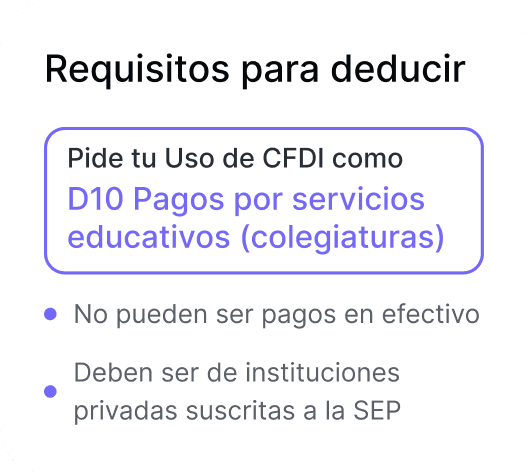 Requisitos para deducir
Pide tu Uso de CFDI como
D10 Pagos por servicios
educativos (colegiaturas)
No pueden ser pagos en efectivo
Deben ser de instituciones
privadas suscritas a la SEP